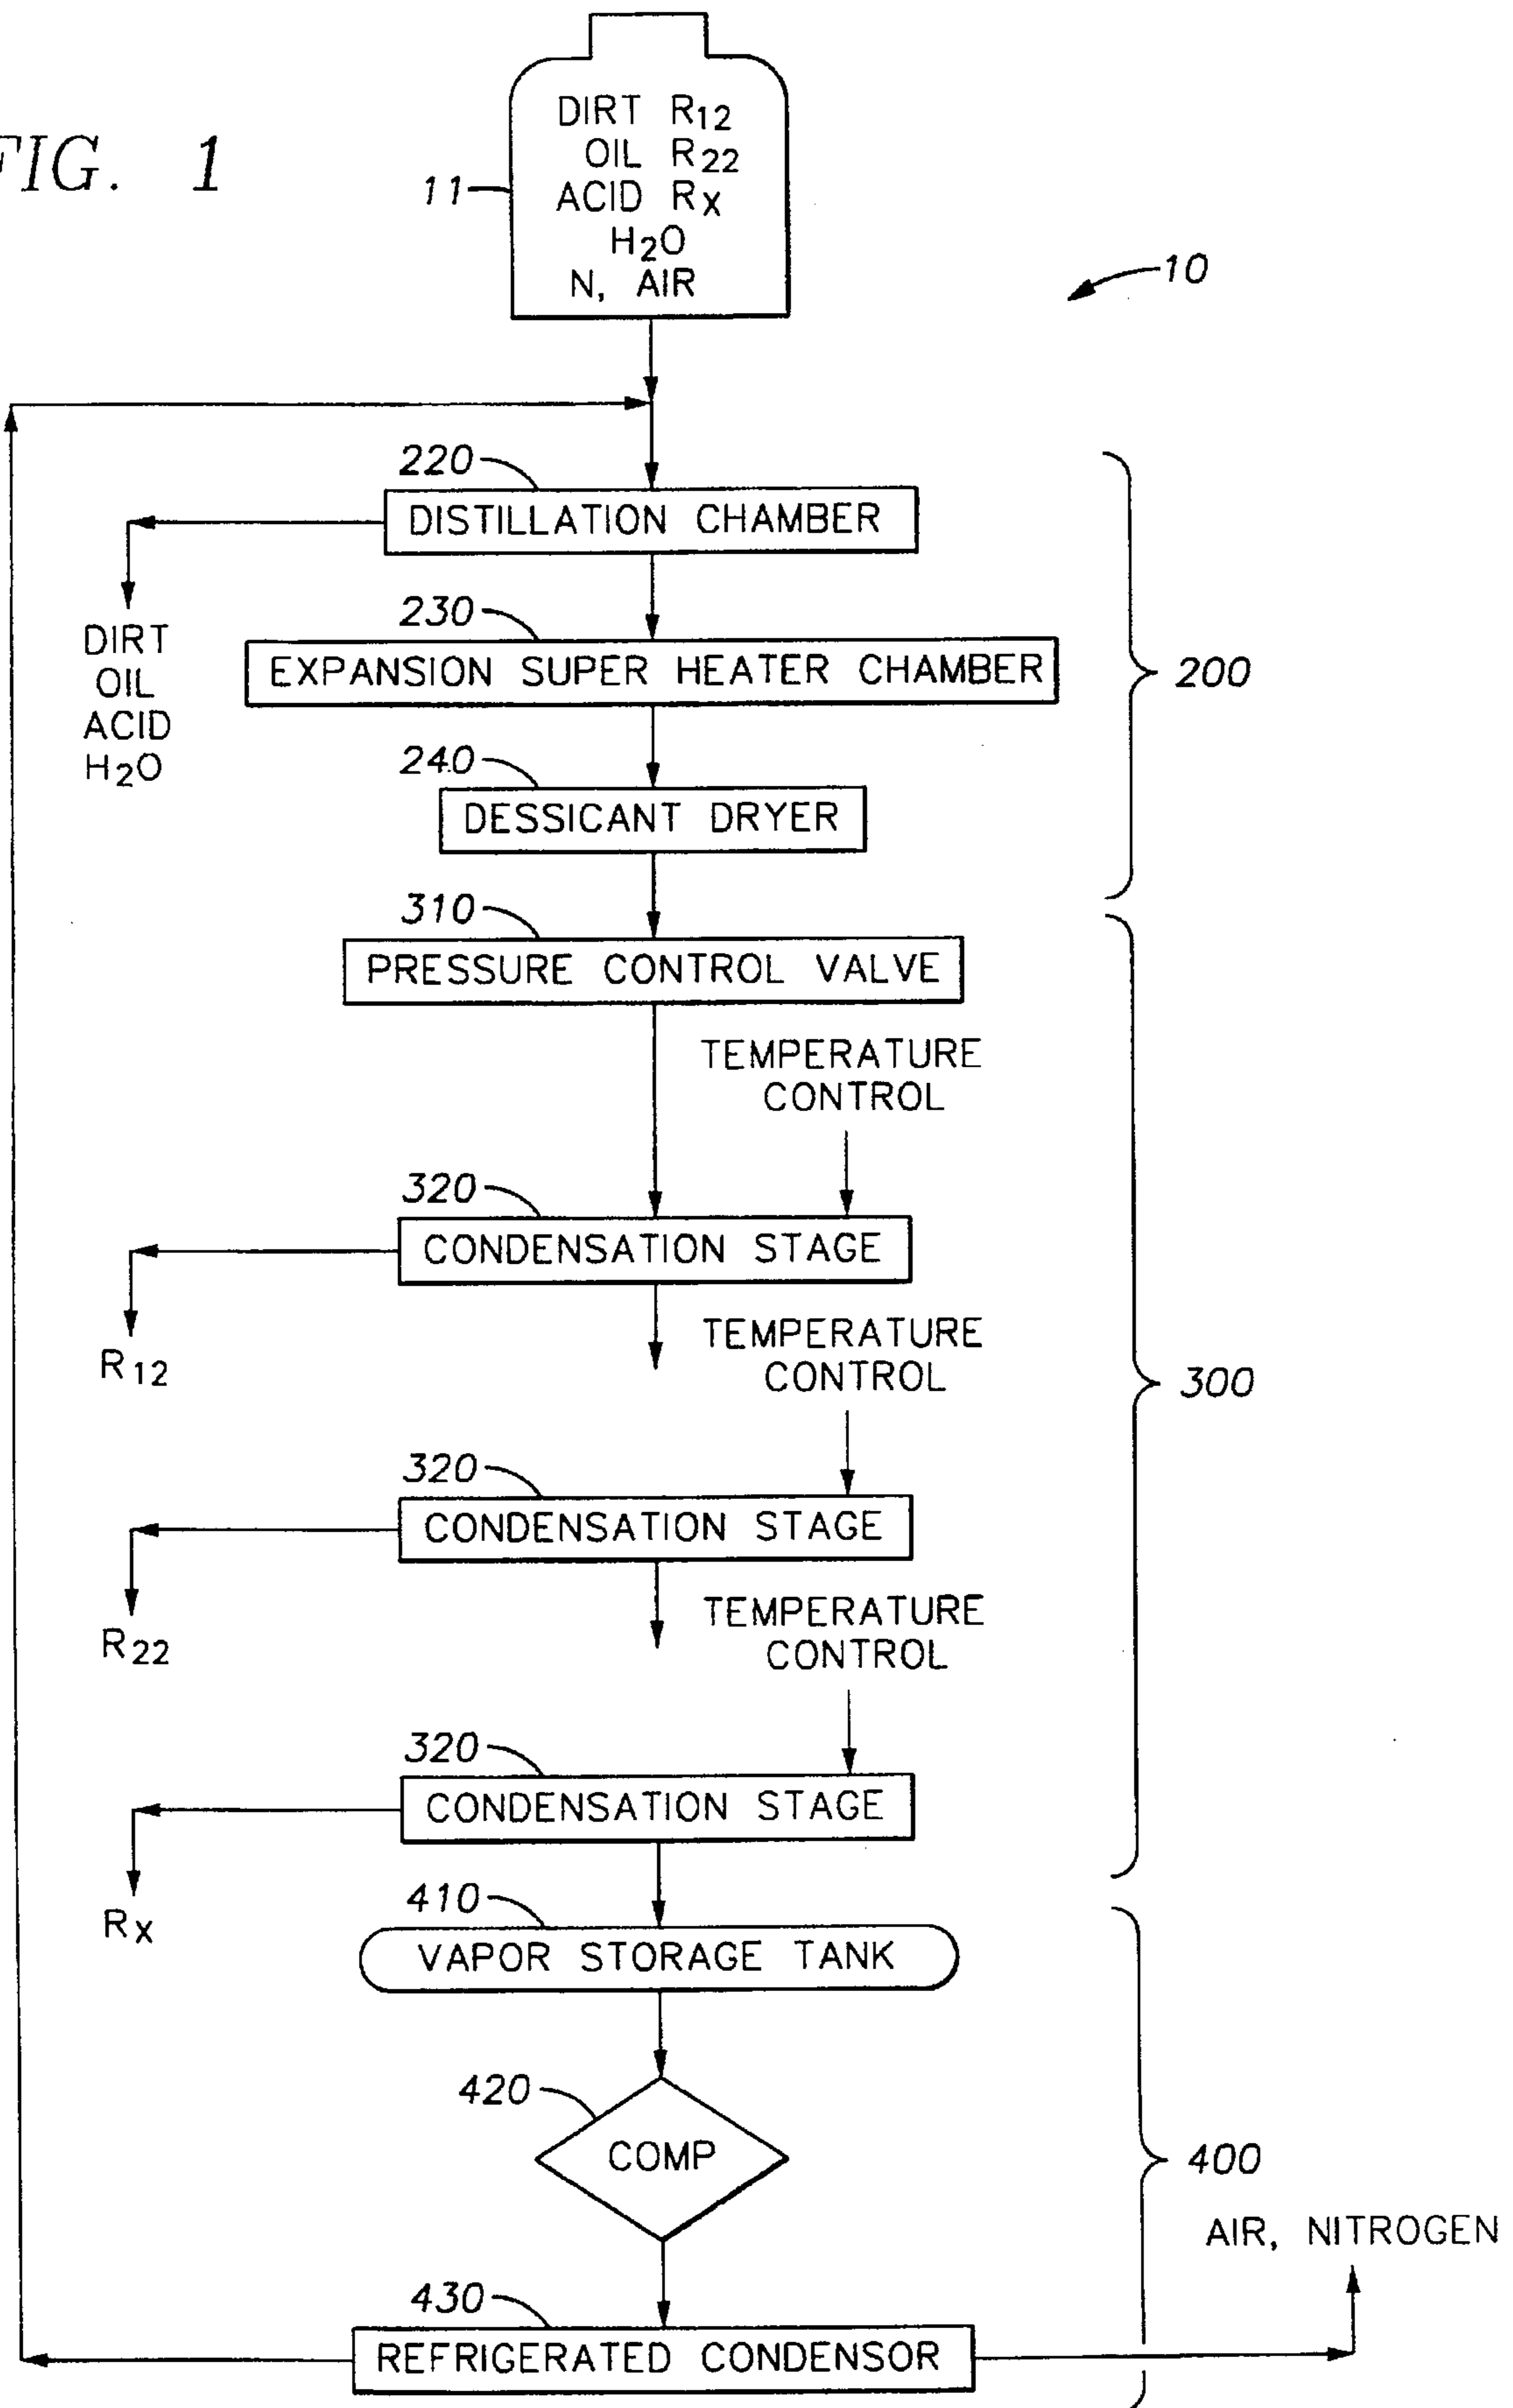 FIG. 1
DIRT R12
OIL R22
ACID RX
H2O
N, AIR
11
10
220
DISTILLATION CHAMBER
DIRT
OIL
ACID
H2O
230
EXPANSION SUPER HEATER CHAMBER
200
240
DESSICANT DRYER
310
PRESSURE CONTROL VALVE
TEMPERATURE
CONTROL
320
CONDENSATION STAGE
R12
TEMPERATURE
CONTROL
300
320
CONDENSATION STAGE
R22
TEMPERATURE
CONTROL
320
CONDENSATION STAGE
RX
410
VAPOR STORAGE TANK
420
COMP
400
AIR, NITROGEN
430
REFRIGERATED CONDENSOR